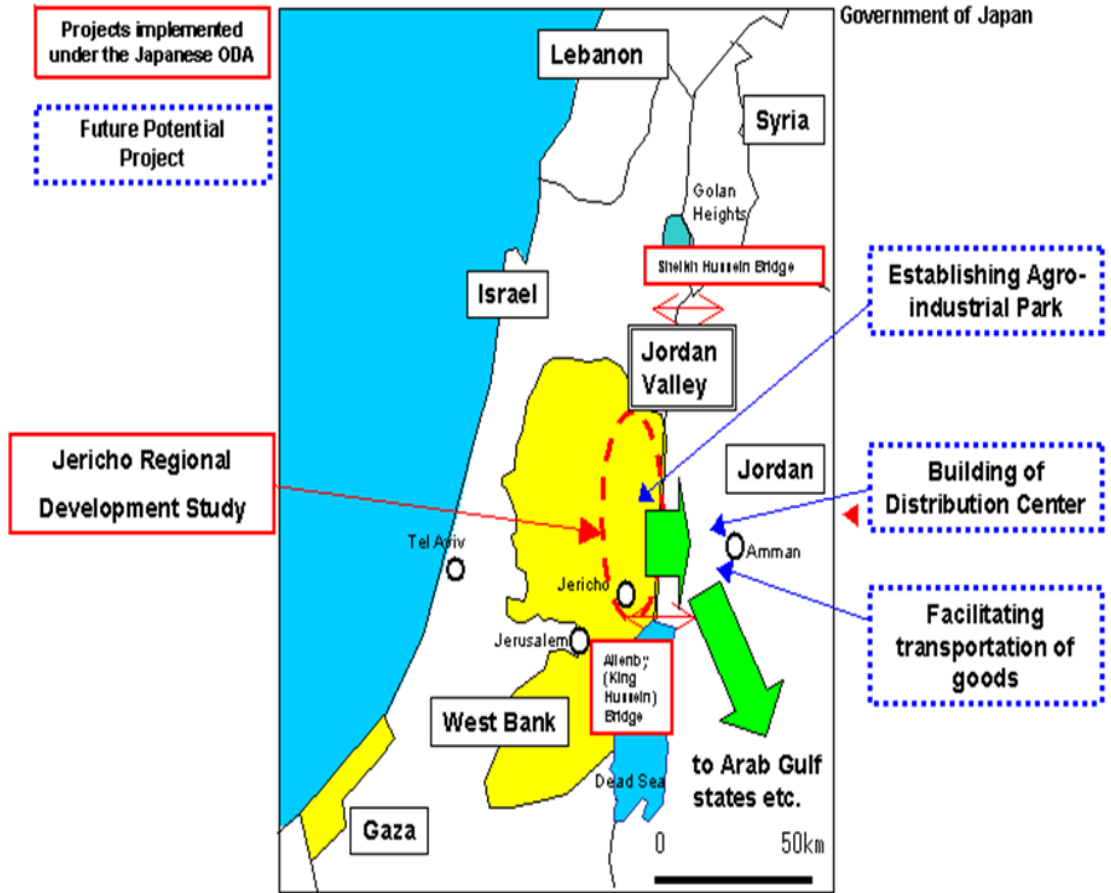 Government of Japan
Projects implemented
under the Japanese ODA
Future Potential
Project
Lebanon
Syria
Golan
Heights
Sheikh Hussein Bridge
Israel
Establishing Agro-
industrial Park
Jordan
Valley
Jericho Regional
Development Study
Jordan
Building of
Distribution Center
Tel Aviv
Amman
Jericho
Facilitating
transportation of
goods
Jerusalem
Allenby
(King
Hussein)
Bridge
West Bank
Dead Sea
to Arab Gulf
states etc.
Gaza
0 50km